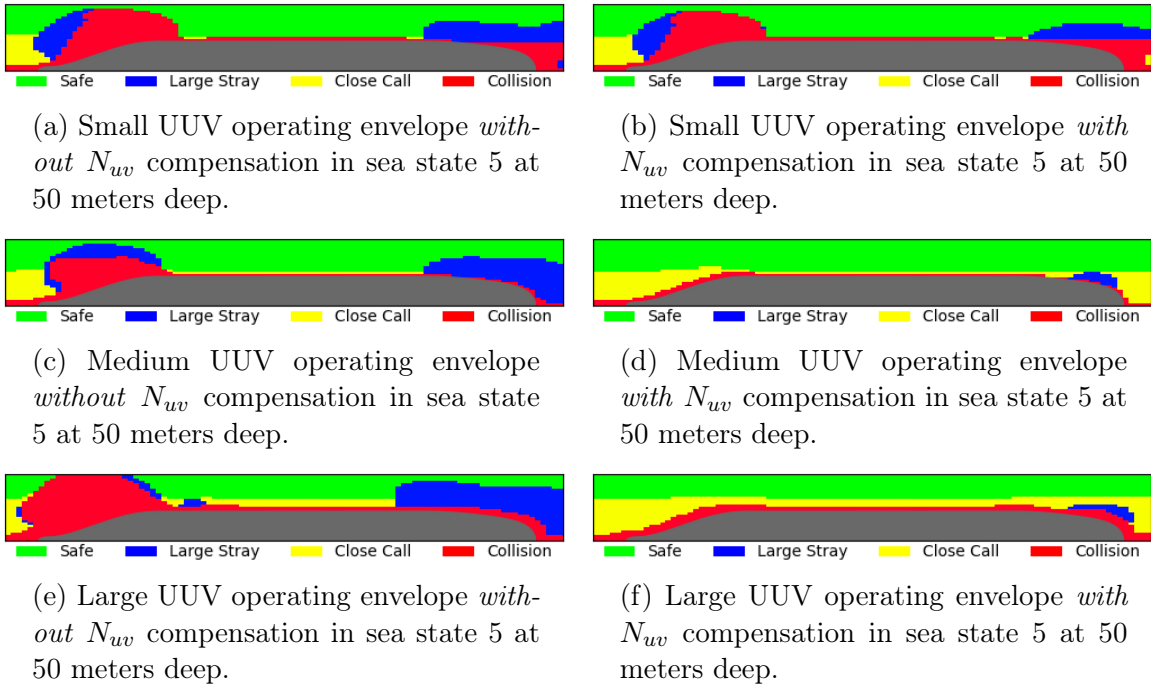 Safe Large Stray Close Call Collision
Safe Large Stray Close Call Collision
(a) Small UUV operating envelope with-
out N_uv compensation in sea state 5 at
50 meters deep.
(b) Small UUV operating envelope with
N_uv compensation in sea state 5 at 50
meters deep.
Safe Large Stray Close Call Collision
Safe Large Stray Close Call Collision
(c) Medium UUV operating envelope
without N_uv compensation in sea state
5 at 50 meters deep.
(d) Medium UUV operating envelope
with N_uv compensation in sea state 5 at
50 meters deep.
Safe Large Stray Close Call Collision
Safe Large Stray Close Call Collision
(e) Large UUV operating envelope with-
out N_uv compensation in sea state 5 at
50 meters deep.
(f) Large UUV operating envelope with
N_uv compensation in sea state 5 at 50
meters deep.